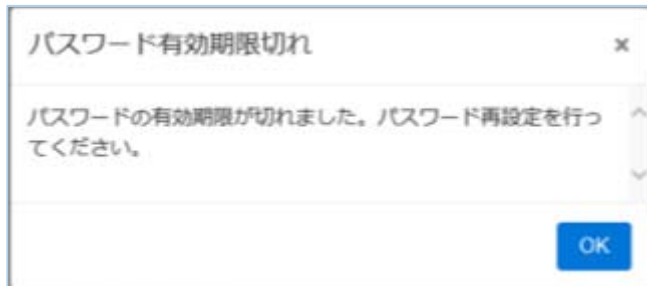 パスワード有効期限切れ
パスワードの有効期限が切れました。パスワード再設定を行っ
てください。
OK